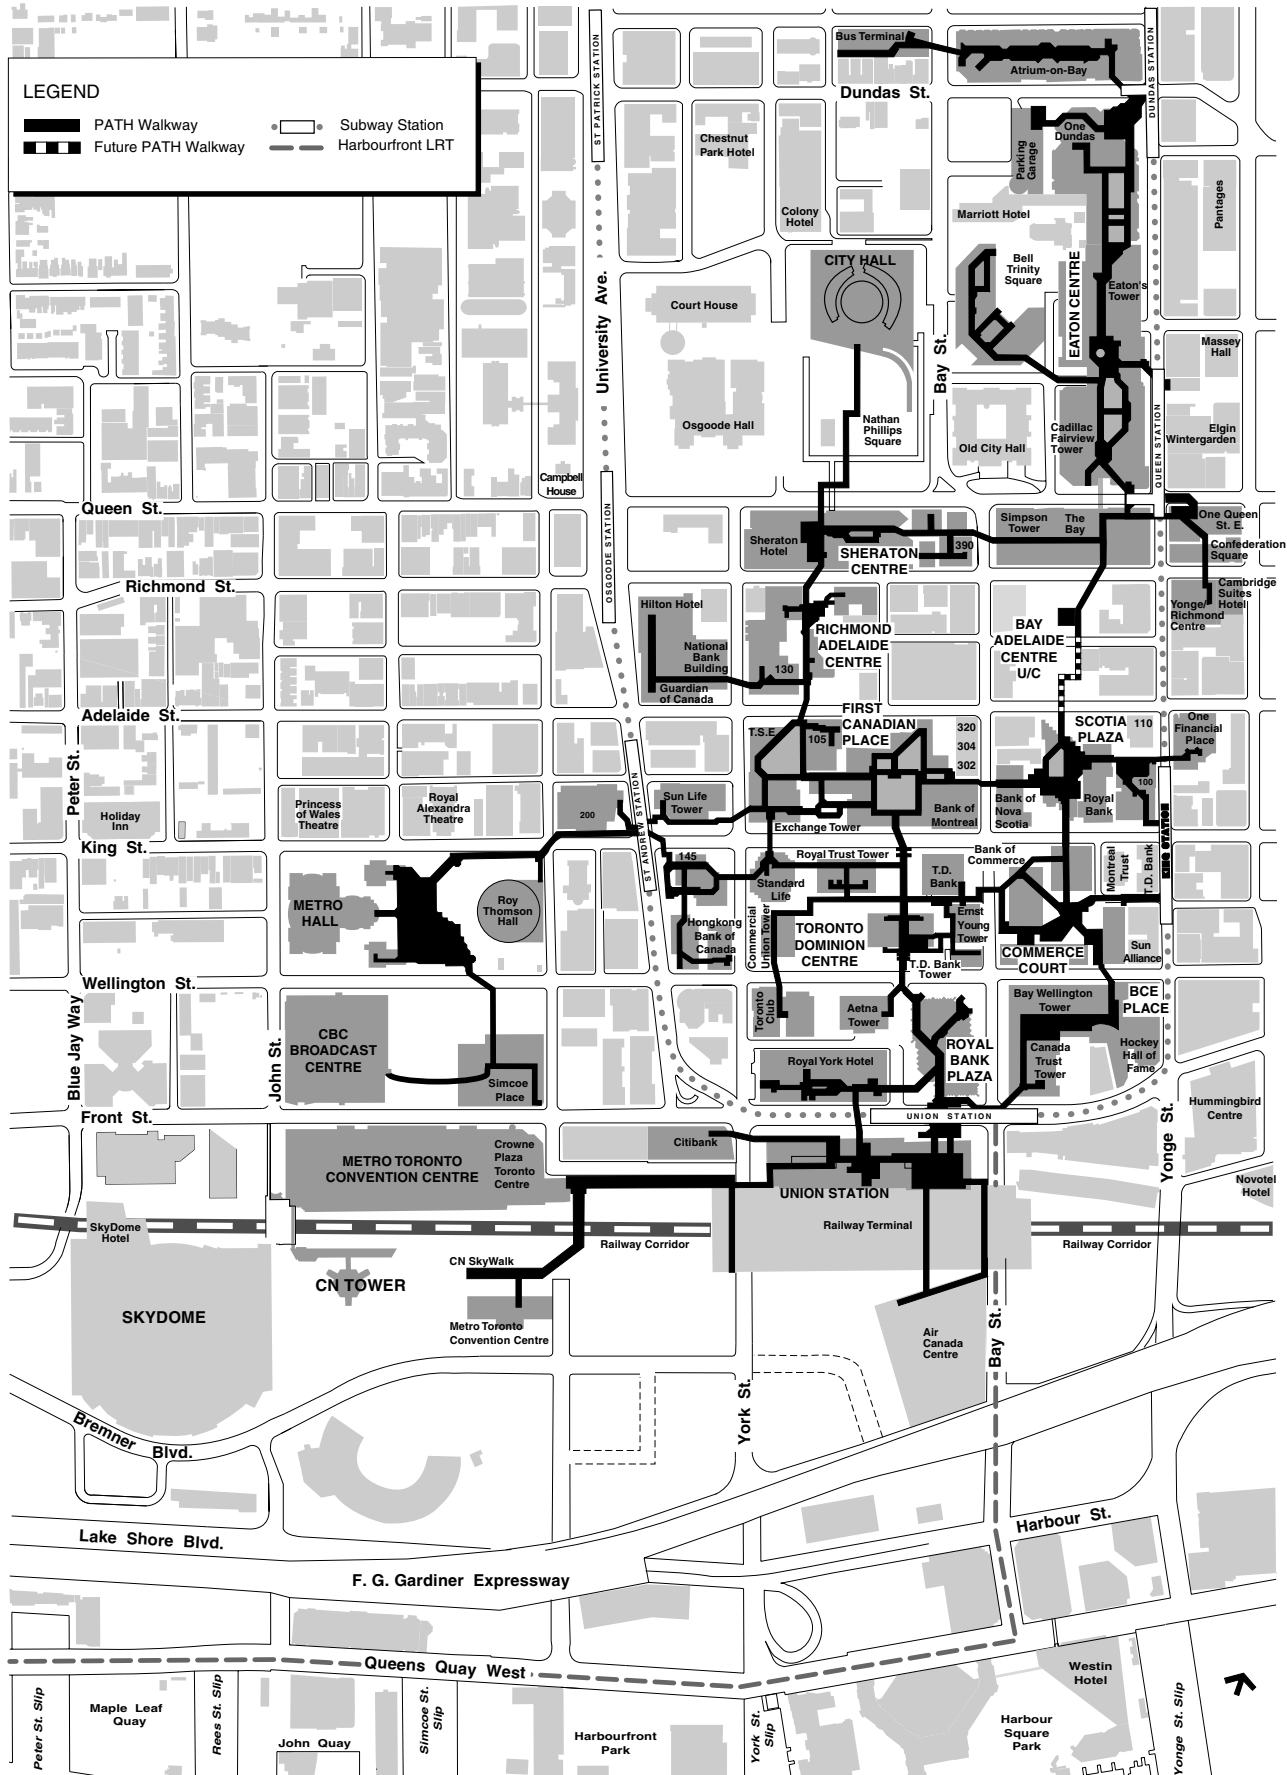 LEGEND
PATH Walkway
Future PATH Walkway
Subway Station
Harbourfront LRT
ST PATRICK STATION
Bus Terminal
Atrium-on-Bay
DUNDAS STATION
Dundas St.
Chestnut
Park Hotel
Colony
Hotel
One
Dundas
Parking
Garage
Marriott Hotel
Pantages
University Ave.
CITY HALL
Court House
Bell
Trinity
Square
EATON CENTRE
Eaton's
Tower
Bay St.
Massey
Hall
Osgoode Hall
Nathan
Phillips
Square
Old City Hall
Cadillac
Fairview
Tower
QUEEN STATION
Elgin
Wintergarden
Campbell
House
Queen St.
OSGOODE STATION
Sheraton
Hotel
SHERATON
CENTRE
390
Simpson
Tower
The
Bay
One Queen
St. E.
Confederation
Square
Richmond St.
Cambridge
Suites
Hotel
Yonge/
Richmond
Centre
Hilton Hotel
National
Bank
Building
Guardian
of Canada
130
RICHMOND
ADELAIDE
CENTRE
BAY
ADELAIDE
CENTRE
U/C
Adelaide St.
T.S.E.
105
FIRST
CANADIAN
PLACE
320
304
302
SCOTIA
PLAZA
110
One
Financial
Place
Peter St.
Holiday
Inn
Princess
of Wales
Theatre
Royal
Alexandra
Theatre
200
ST ANDREW STATION
Sun Life
Tower
Exchange Tower
Bank of
Montreal
Bank of
Nova
Scotia
Royal
Bank
100
KING STATION
King St.
145
Royal Trust Tower
Bank of
Commerce
Montreal
Trust
T.D. Bank
METRO
HALL
Roy
Thomson
Hall
Standard
Life
T.D.
Bank
Hongkong
Bank of
Canada
Commercial
Union Tower
TORONTO
DOMINION
CENTRE
Ernst
Young
Tower
T.D. Bank
Tower
COMMERCE
COURT
Sun
Alliance
Wellington St.
Blue Jay Way
John St.
CBC
BROADCAST
CENTRE
Simcoe
Place
Toronto
Club
Aetna
Tower
Royal York Hotel
ROYAL
BANK
PLAZA
Bay Wellington
Tower
BCE
PLACE
Canada
Trust
Tower
Hockey
Hall of
Fame
Front St.
UNION STATION
Yonge St.
Hummingbird
Centre
METRO TORONTO
CONVENTION CENTRE
Crowne
Plaza
Toronto
Centre
Citibank
UNION STATION
Novotel
Hotel
SkyDome
Hotel
Railway Corridor
Railway Terminal
Railway Corridor
CN SkyWalk
CN TOWER
SKYDOME
Metro Toronto
Convention Centre
Air
Canada
Centre
Bay St.
York St.
Bremner
Blvd.
Lake Shore Blvd.
Harbour St.
F. G. Gardiner Expressway
Queens Quay West
Peter St. Slip
Maple Leaf
Quay
Rees St. Slip
John Quay
Simcoe St.
Slip
Harbourfront
Park
York St.
Slip
Harbour
Square
Park
Westin
Hotel
Yonge St. Slip